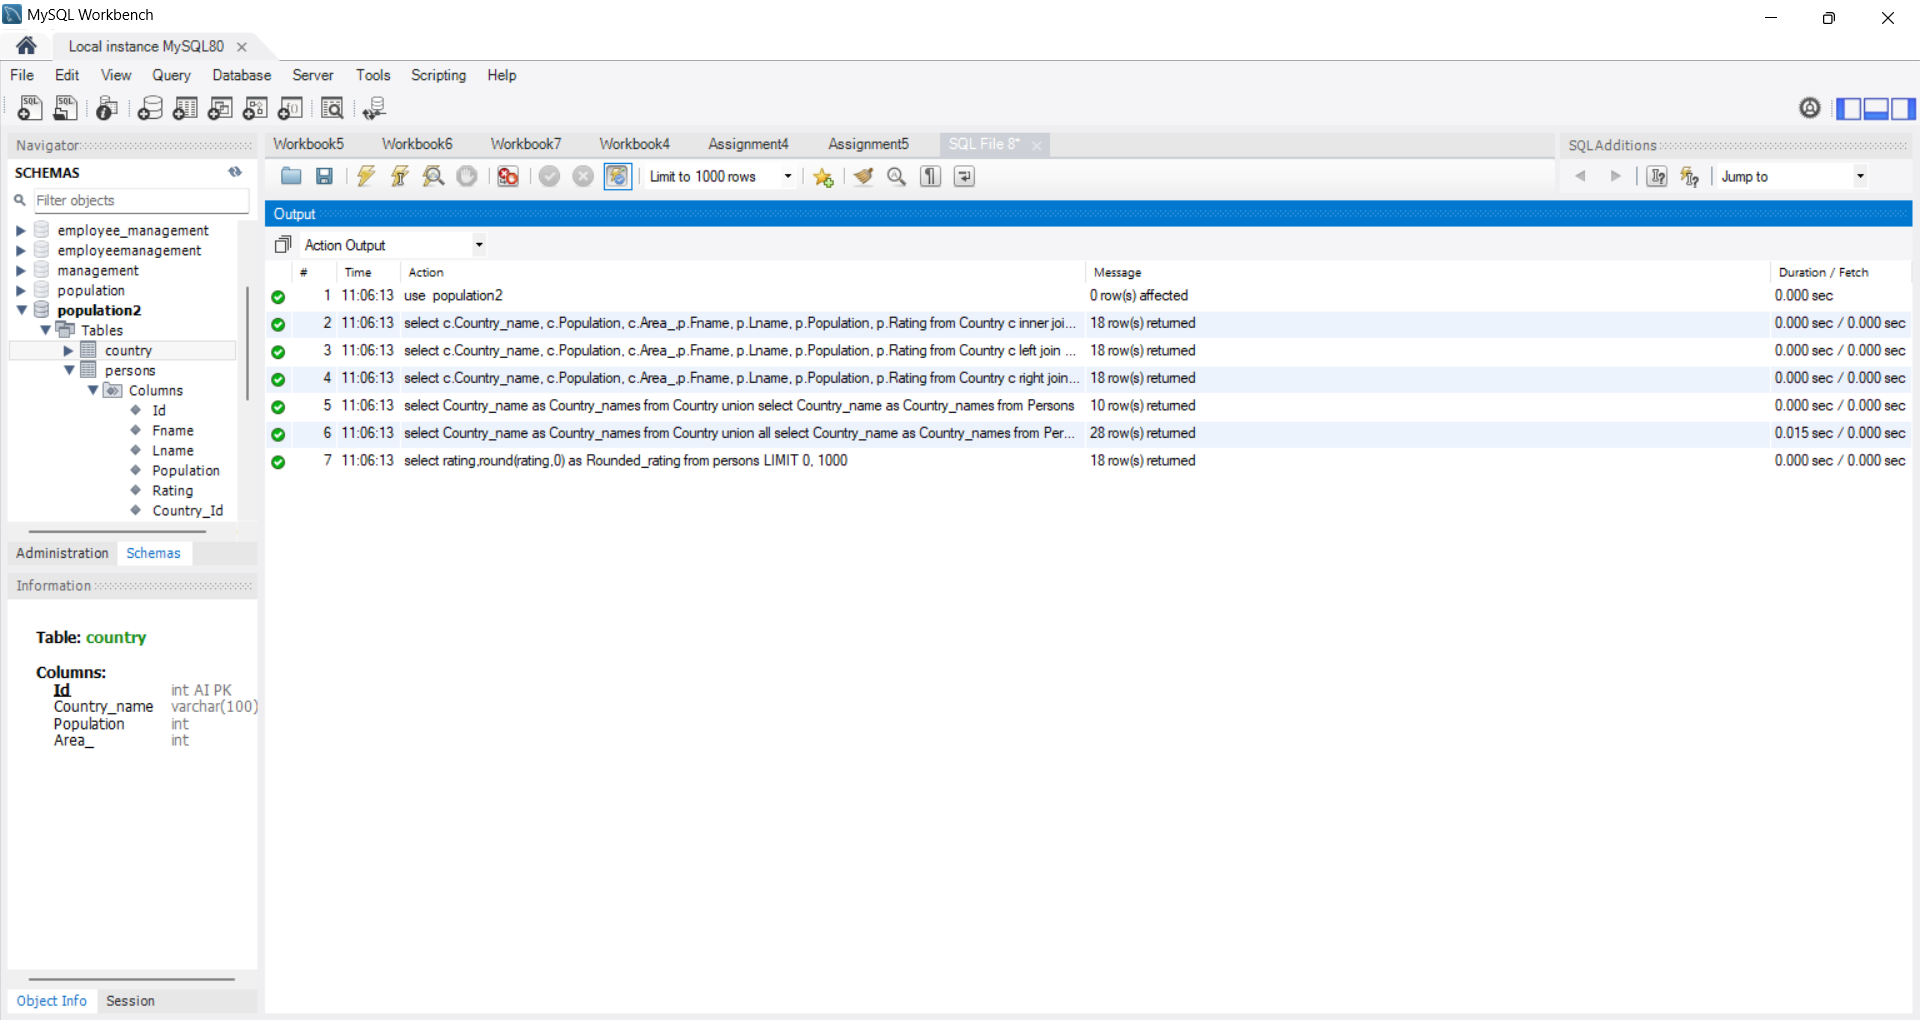 MySQL Workbench
Local instance MySQL80
File Edit View Query Database Server Tools Scripting Help
Navigator
SCHEMAS
Filter objects
employee_management
employeemanagement
management
population
population2
Tables
country
persons
Columns
Id
Fname
Lname
Population
Rating
Country_Id
Administration Schemas
Information
Table: country
Columns:
Id int AI PK
Country_name varchar(100)
Population int
Area_ int
Object Info Session
Workbook5 Workbook6 Workbook7 Workbook4 Assignment4 Assignment5 SQL File 8*
Limit to 1000 rows
Output
Action Output
# Time Action Message Duration / Fetch
1 11:06:13 use population2 0 row(s) affected 0.000 sec
2 11:06:13 select c.Country_name, c.Population, c.Area_,p.Fname, p.Lname, p.Population, p.Rating from Country c inner joi... 18 row(s) returned 0.000 sec / 0.000 sec
3 11:06:13 select c.Country_name, c.Population, c.Area_,p.Fname, p.Lname, p.Population, p.Rating from Country c left join ... 18 row(s) returned 0.000 sec / 0.000 sec
4 11:06:13 select c.Country_name, c.Population, c.Area_,p.Fname, p.Lname, p.Population, p.Rating from Country c right join... 18 row(s) returned 0.000 sec / 0.000 sec
5 11:06:13 select Country_name as Country_names from Country union select Country_name as Country_names from Persons 10 row(s) returned 0.000 sec / 0.000 sec
6 11:06:13 select Country_name as Country_names from Country union all select Country_name as Country_names from Per... 28 row(s) returned 0.015 sec / 0.000 sec
7 11:06:13 select rating,round(rating,0) as Rounded_rating from persons LIMIT 0, 1000 18 row(s) returned 0.000 sec / 0.000 sec
SQLAdditions
Jump to